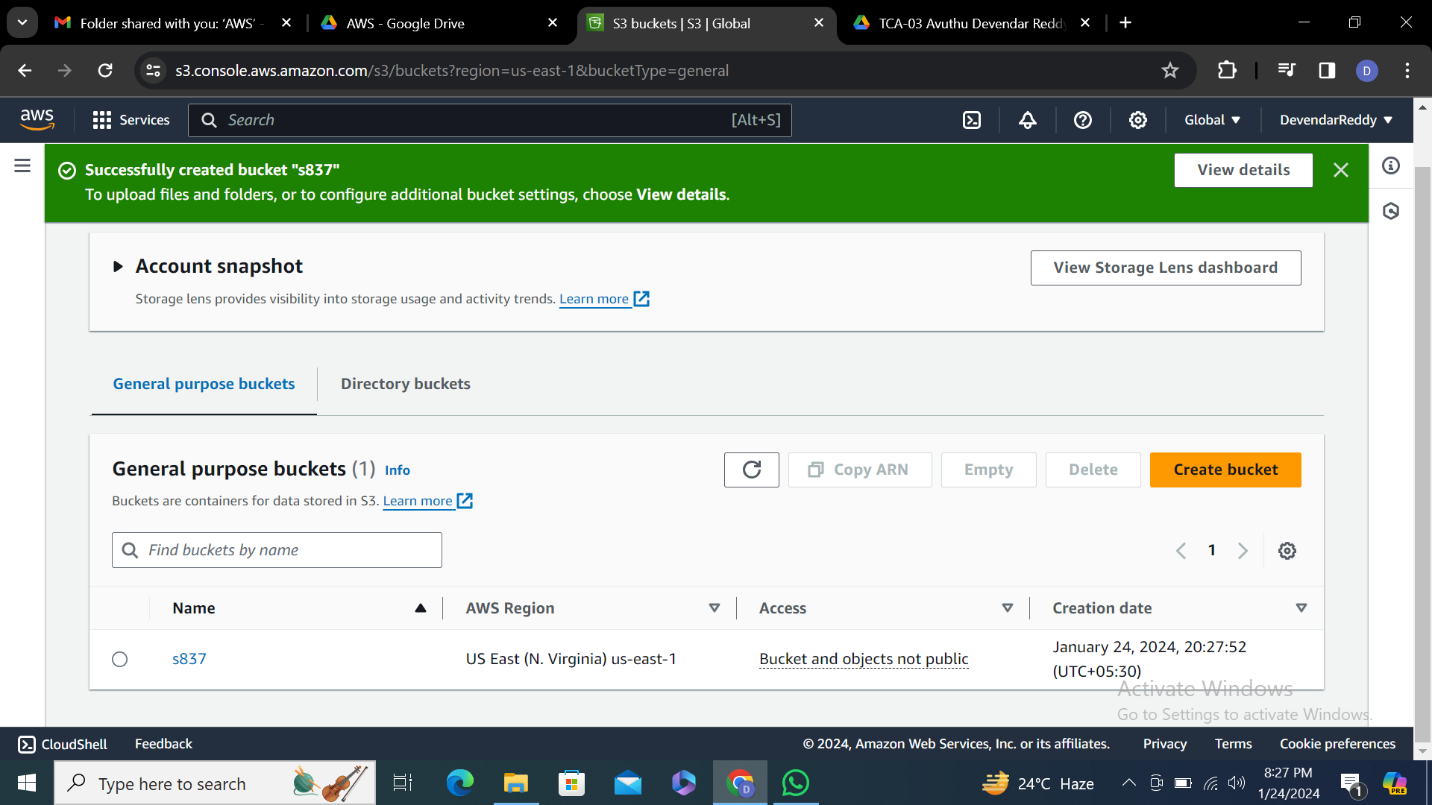 Folder shared with you: ‘AWS’ -
AWS - Google Drive
S3 buckets | S3 | Global
TCA-03 Avuthu Devendar Reddy
s3.console.aws.amazon.com/s3/buckets?region=us-east-1&bucketType=general
D
aws
Services
Search
[Alt+S]
Global
DevendarReddy
Successfully created bucket "s837"
To upload files and folders, or to configure additional bucket settings, choose View details.
View details
Account snapshot
View Storage Lens dashboard
Storage lens provides visibility into storage usage and activity trends. Learn more
General purpose buckets
Directory buckets
General purpose buckets (1) Info
Copy ARN
Empty
Delete
Create bucket
Buckets are containers for data stored in S3. Learn more
Find buckets by name
1
Name
AWS Region
Access
Creation date
s837
US East (N. Virginia) us-east-1
Bucket and objects not public
January 24, 2024, 20:27:52
(UTC+05:30)
Activate Windows
Go to Settings to activate Windows.
CloudShell
Feedback
© 2024, Amazon Web Services, Inc. or its affiliates.
Privacy
Terms
Cookie preferences
Type here to search
D
24°C Haze
8:27 PM
1/24/2024
1
PRE